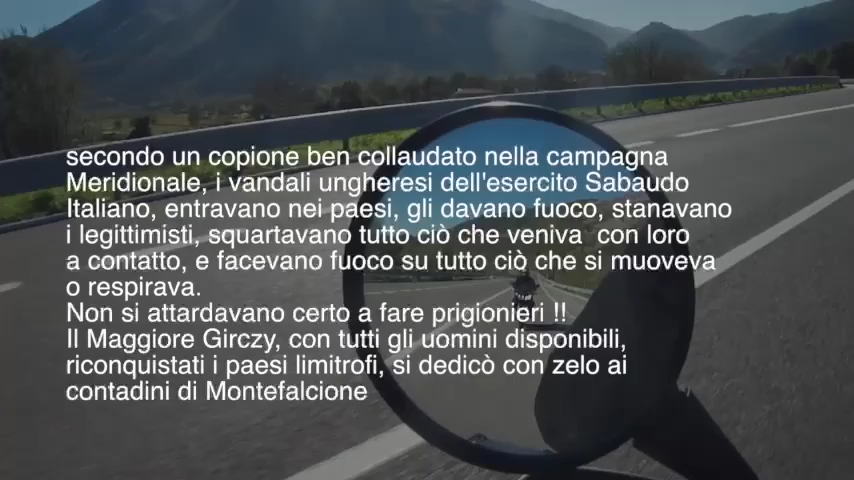 secondo un copione ben collaudato nella campagna
Meridionale, i vandali ungheresi dell'esercito Sabaudo
Italiano, entravano nei paesi, gli davano fuoco, stanavano
i legittimisti, squartavano tutto ciò che veniva con loro
a contatto, e facevano fuoco su tutto ciò che si muoveva
o respirava.
Non si attardavano certo a fare prigionieri !!
Il Maggiore Girczy, con tutti gli uomini disponibili,
riconquistati i paesi limitrofi, si dedicò con zelo ai
contadini di Montefalcione